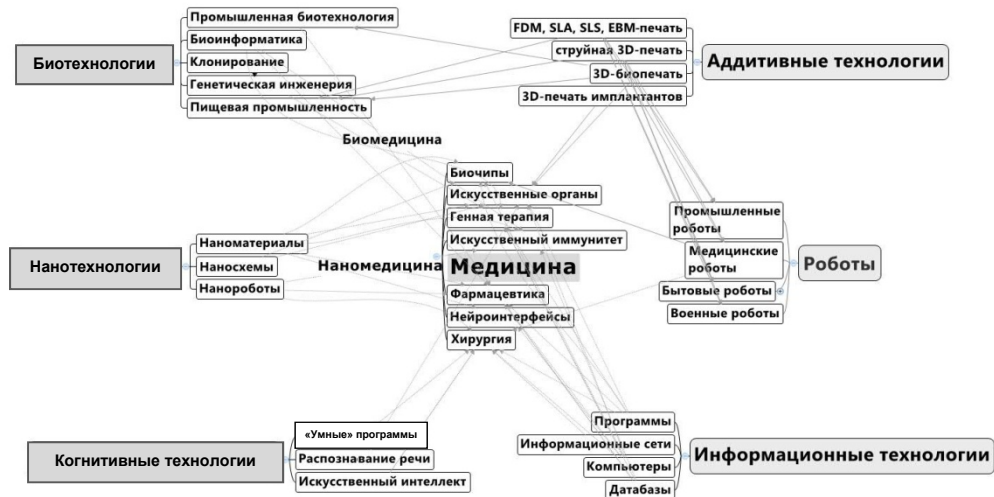 Биотехнологии
Промышленная биотехнология
Биоинформатика
Клонирование
Генетическая инженерия
Пищевая промышленность
FDM, SLA, SLS, EBM-печать
струйная 3D-печать
3D-биопечать
3D-печать имплантантов
Аддитивные технологии
Биомедицина
Биочипы
Искусственные органы
Генная терапия
Искусственный иммунитет
Наномедицина
Медицина
Фармацевтика
Нейроинтерфейсы
Хирургия
Нанотехнологии
Наноматериалы
Наносхемы
Нанороботы
Промышленные
роботы
Медицинские
роботы
Бытовые роботы
Военные роботы
Роботы
Когнитивные технологии
«Умные» программы
Распознавание речи
Искусственный интеллект
Программы
Информационные сети
Компьютеры
Датабазы
Информационные технологии